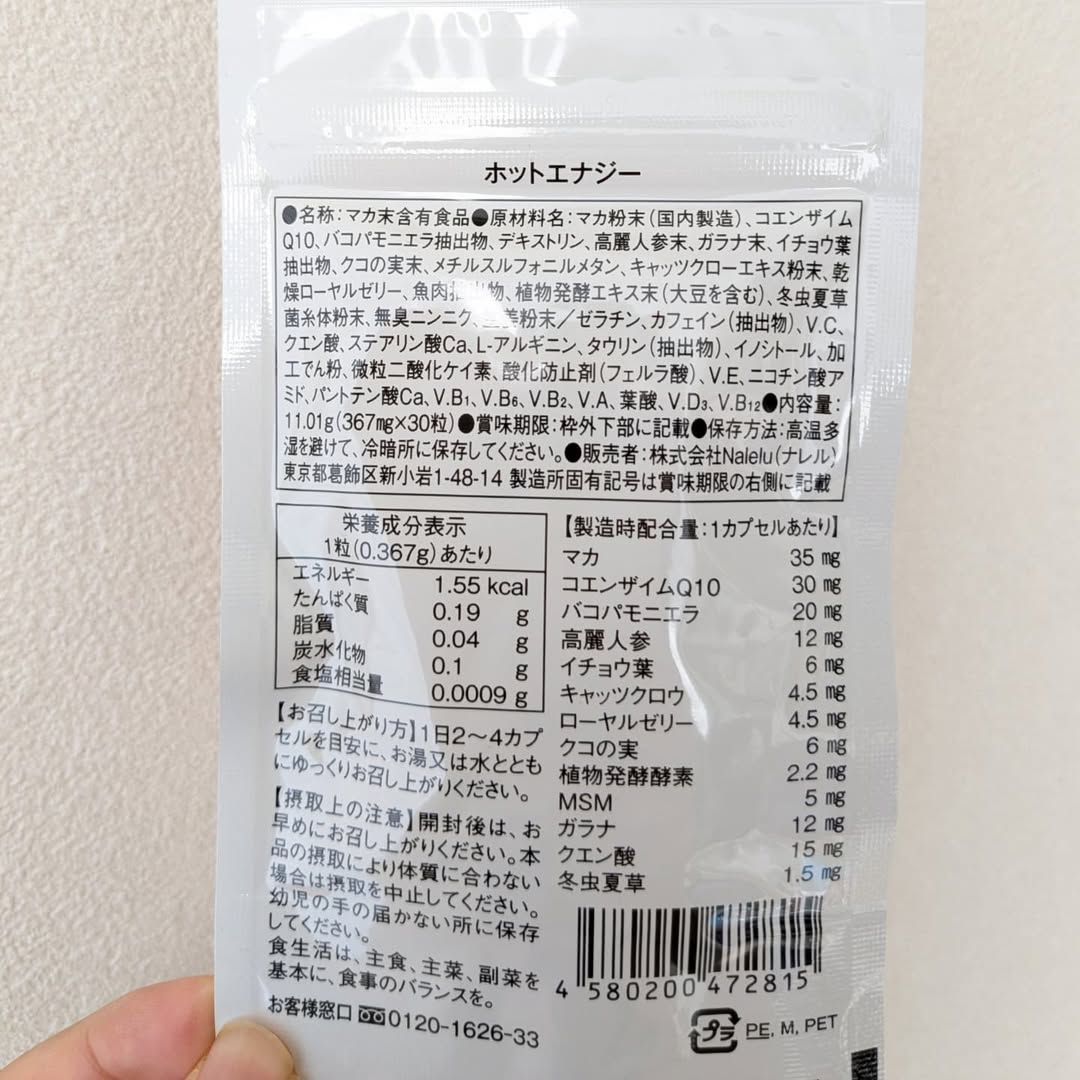 ホットエナジー
●名称：マカ末含有食品●原材料名：マカ粉末（国内製造）、コエンザイム
Q10、バコパモニエラ抽出物、デキストリン、高麗人参末、ガラナ末、イチョウ葉
抽出物、クコの実末、メチルスルフォニルメタン、キャッツクローエキス粉末、乾
燥ローヤルゼリー、魚肉抽出物、植物発酵エキス末（大豆を含む）、冬虫夏草
菌糸体粉末、無臭ニンニク、生姜粉末／ゼラチン、カフェイン（抽出物）、V.C、
クエン酸、ステアリン酸Ca、L-アルギニン、タウリン（抽出物）、イノシトール、加
工でん粉、微粒二酸化ケイ素、酸化防止剤（フェルラ酸）、V.E、ニコチン酸ア
ミド、パントテン酸Ca、V.B₁、V.B₆、V.B₂、V.A、葉酸、V.D₃、V.B₁₂●内容量：
11.01g（367㎎×30粒）●賞味期限：枠外下部に記載●保存方法：高温多
湿を避けて、冷暗所に保存してください。●販売者：株式会社Nalelu（ナレル）
東京都葛飾区新小岩1-48-14 製造所固有記号は賞味期限の右側に記載
栄養成分表示
1粒（0.367g）あたり
エネルギー 1.55 kcal
たんぱく質 0.19 g
脂質 0.04 g
炭水化物 0.1 g
食塩相当量 0.0009 g
【お召し上がり方】1日2～4カプ
セルを目安に、お湯又は水ととも
にゆっくりお召し上がりください。
【摂取上の注意】開封後は、お
早めにお召し上がりください。本
品の摂取により体質に合わない
場合は摂取を中止してください。
幼児の手の届かない所に保存
してください。
食生活は、主食、主菜、副菜を
基本に、食事のバランスを。
お客様窓口 0120-1626-33
【製造時配合量：1カプセルあたり】
マカ 35 ㎎
コエンザイムQ10 30 ㎎
バコパモニエラ 20 ㎎
高麗人参 12 ㎎
イチョウ葉 6 ㎎
キャッツクロウ 4.5 ㎎
ローヤルゼリー 4.5 ㎎
クコの実 6 ㎎
植物発酵酵素 2.2 ㎎
MSM 5 ㎎
ガラナ 12 ㎎
クエン酸 15 ㎎
冬虫夏草 1.5 ㎎
4 580200 472815
プラ PE, M, PET